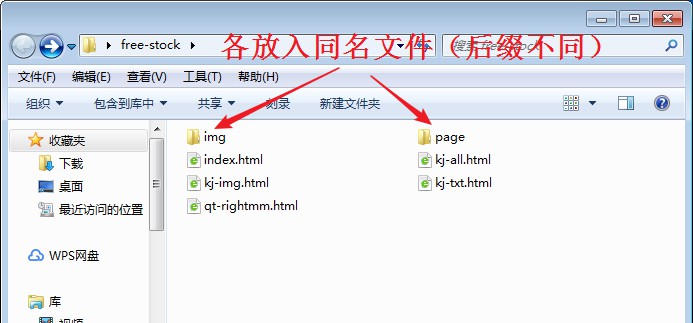 free-stock
各放入同名文件（后缀不同）
文件(F) 编辑(E) 查看(V) 工具(T) 帮助(H)
组织 包含到库中 共享 刻录 新建文件夹
收藏夹
下载
桌面
最近访问的位置
WPS网盘
库
视频
img page
index.html kj-all.html
kj-img.html kj-txt.html
qt-rightmm.html